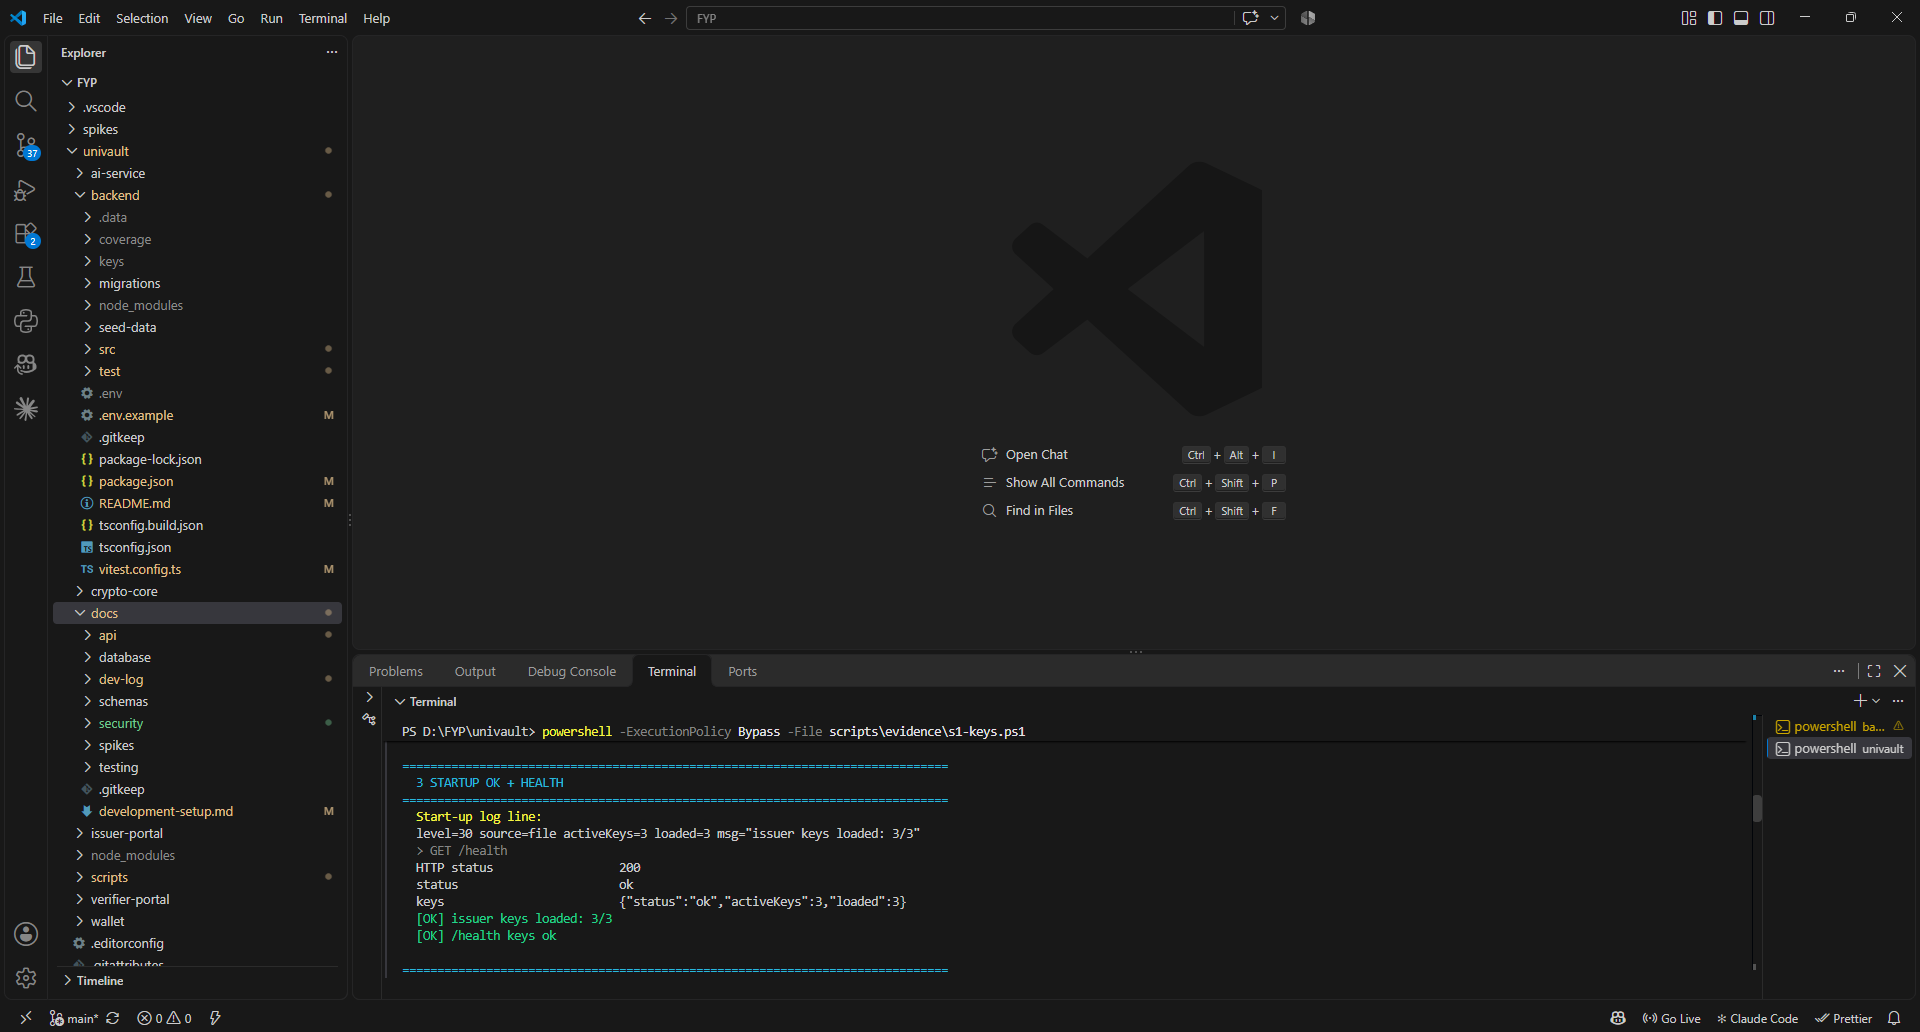 File Edit Selection View Go Run Terminal Help
FYP
Explorer
FYP
.vscode
spikes
37
univault
ai-service
backend
.data
coverage
2
keys
migrations
node_modules
seed-data
src
test
.env
.env.example M
.gitkeep
package-lock.json
package.json M
README.md M
tsconfig.build.json
tsconfig.json
TS vitest.config.ts M
crypto-core
docs
api
database
dev-log
schemas
security
spikes
testing
.gitkeep
development-setup.md M
issuer-portal
node_modules
scripts
verifier-portal
wallet
.editorconfig
.gitattributes
Timeline
Open Chat Ctrl + Alt + I
Show All Commands Ctrl + Shift + P
Find in Files Ctrl + Shift + F
Problems Output Debug Console Terminal Ports
Terminal
PS D:\FYP\univault> powershell -ExecutionPolicy Bypass -File scripts\evidence\s1-keys.ps1
==============================================================================
3 STARTUP OK + HEALTH
==============================================================================
Start-up log line:
level=30 source=file activeKeys=3 loaded=3 msg="issuer keys loaded: 3/3"
> GET /health
HTTP status 200
status ok
keys {"status":"ok","activeKeys":3,"loaded":3}
[OK] issuer keys loaded: 3/3
[OK] /health keys ok
==============================================================================
powershell ba...
powershell univault
main* 0 0
Go Live Claude Code Prettier